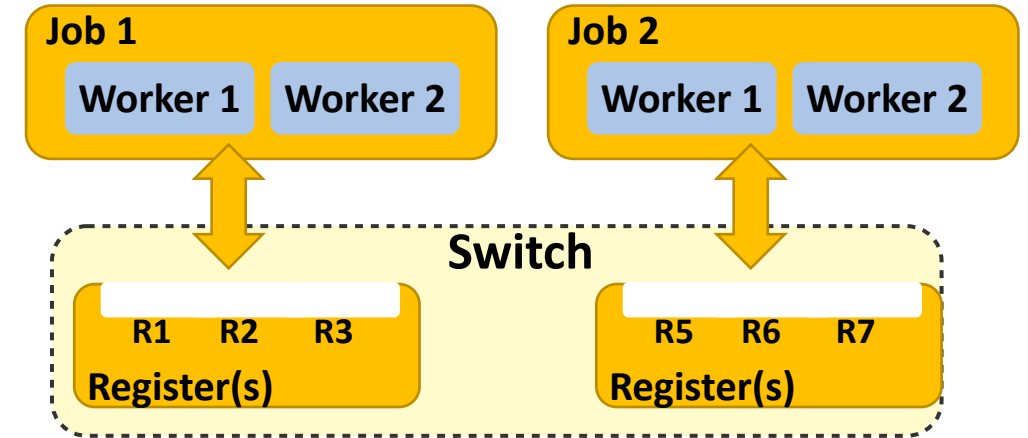 Job 1
Worker 1 Worker 2
Job 2
Worker 1 Worker 2
Switch
R1 R2 R3
Register(s)
R5 R6 R7
Register(s)